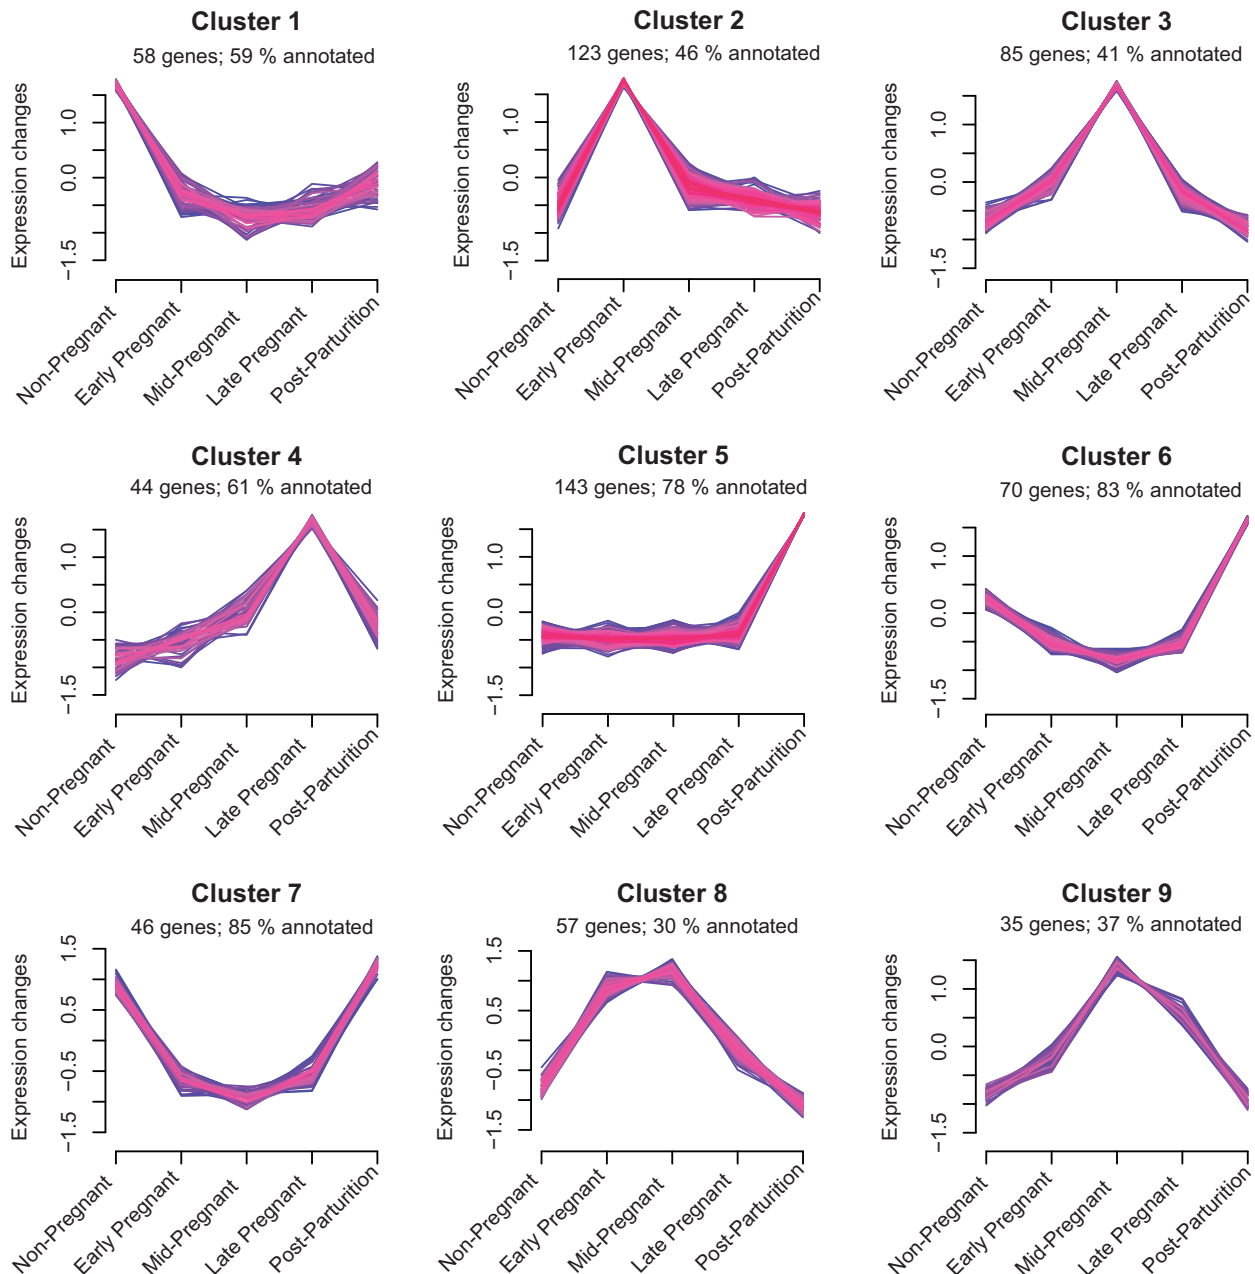 Cluster 1
58 genes; 59 % annotated
Expression changes
1.0
0.0
−1.5
Non-Pregnant
Early Pregnant
Mid-Pregnant
Late Pregnant
Post-Parturition
Cluster 2
123 genes; 46 % annotated
Expression changes
1.0
0.0
−1.5
Non-Pregnant
Early Pregnant
Mid-Pregnant
Late Pregnant
Post-Parturition
Cluster 3
85 genes; 41 % annotated
Expression changes
1.0
0.0
−1.5
Non-Pregnant
Early Pregnant
Mid-Pregnant
Late Pregnant
Post-Parturition
Cluster 4
44 genes; 61 % annotated
Expression changes
1.0
0.0
−1.5
Non-Pregnant
Early Pregnant
Mid-Pregnant
Late Pregnant
Post-Parturition
Cluster 5
143 genes; 78 % annotated
Expression changes
1.0
0.0
−1.5
Non-Pregnant
Early Pregnant
Mid-Pregnant
Late Pregnant
Post-Parturition
Cluster 6
70 genes; 83 % annotated
Expression changes
1.0
0.0
−1.5
Non-Pregnant
Early Pregnant
Mid-Pregnant
Late Pregnant
Post-Parturition
Cluster 7
46 genes; 85 % annotated
Expression changes
1.5
0.5
−0.5
−1.5
Non-Pregnant
Early Pregnant
Mid-Pregnant
Late Pregnant
Post-Parturition
Cluster 8
57 genes; 30 % annotated
Expression changes
1.5
0.5
−0.5
−1.5
Non-Pregnant
Early Pregnant
Mid-Pregnant
Late Pregnant
Post-Parturition
Cluster 9
35 genes; 37 % annotated
Expression changes
1.0
0.0
−1.5
Non-Pregnant
Early Pregnant
Mid-Pregnant
Late Pregnant
Post-Parturition